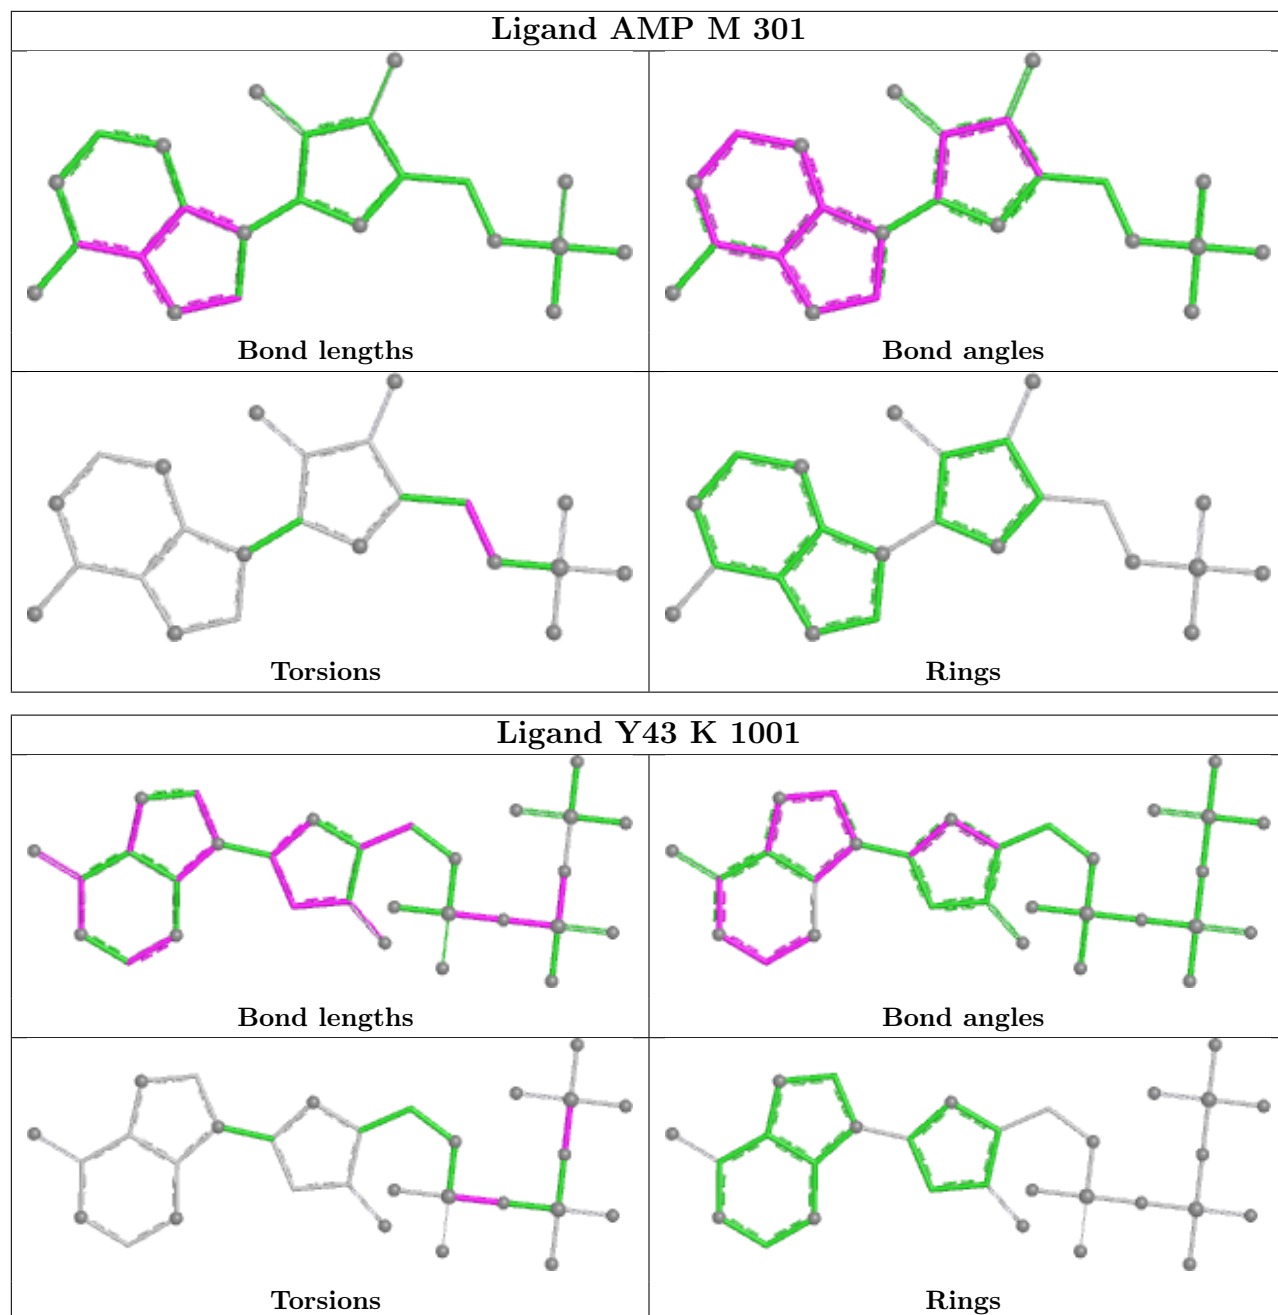 Ligand AMP M 301
Bond lengths
Bond angles
Torsions
Rings
Ligand Y43 K 1001
Bond lengths
Bond angles
Torsions
Rings